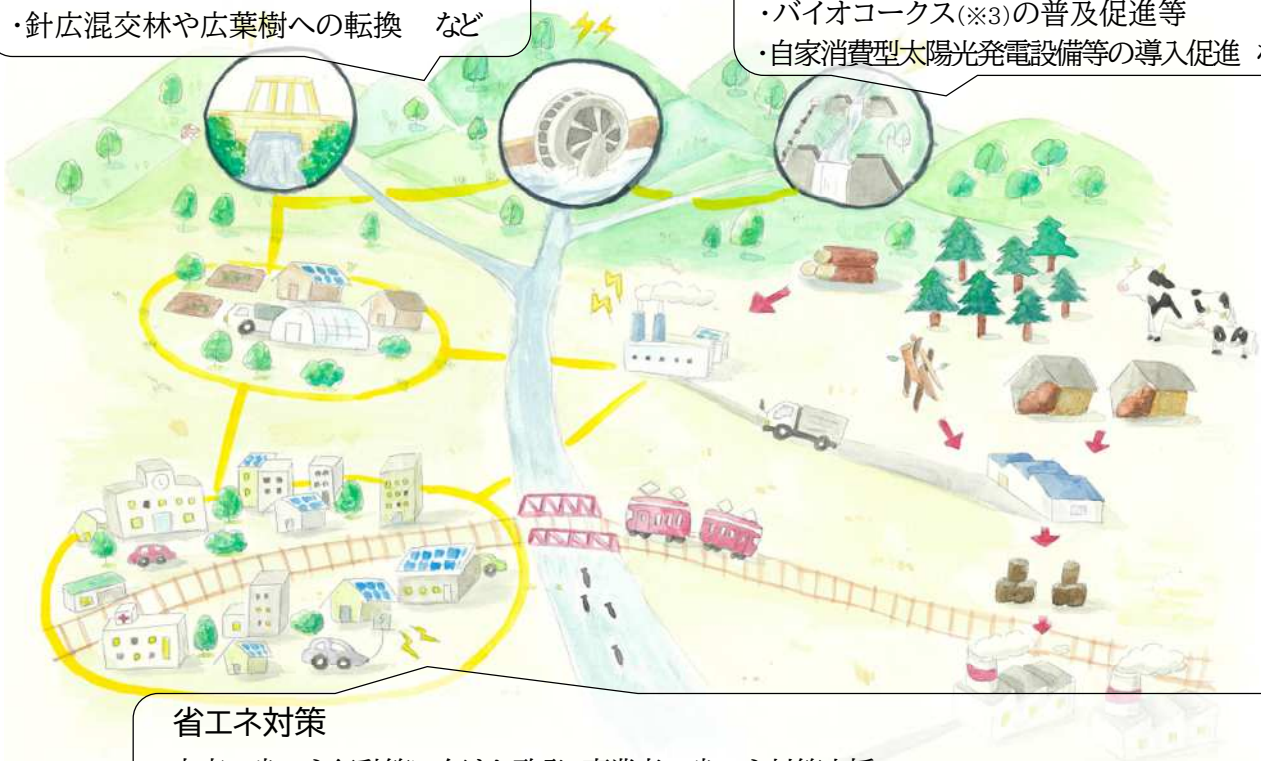 ・針広混交林や広葉樹への転換 など
・バイオコークス(※3)の普及促進等
・自家消費型太陽光発電設備等の導入促進
省エネ対策